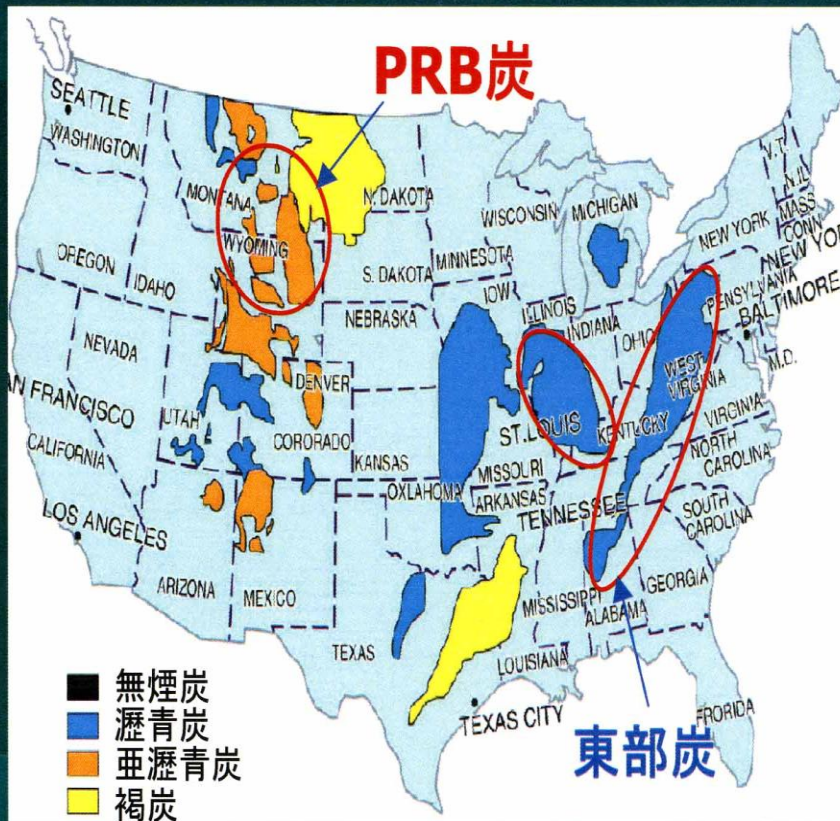 PRB炭
SEATTLE
WASHINGTON
MONTANA
N. DAKOTA
WISCONSIN
MICHIGAN
V.T.
N.H.
NEW YORK
MASS
CONN
NEW YO
OREGON
IDAHO
WYOMING
S. DAKOTA
MINNESOTA
IOW
ILLINOIS
INDIANA
OHIO
PENSYLVANIA
BALTIMORE
NEVADA
NEBRASKA
WEST
VIRGINIA
M.D.
DENVER
AN FRANCISCO
UTAH
CORORADO
ST.LOUIS
KENTUCKY
VIRGINIA
CALIFORNIA
KANSAS
MISSOURI
NORTH
CAROLINA
OXLAHOMA
ARKANSAS
TENNESSEE
SOUTH
CAROLINA
LOS ANGELES
ARIZONA
MEXICO
MISSISSIPPI
ALABAMA
GEORGIA
TEXAS
LOUISIANA
TEXAS CITY
FRORIDA
東部炭
無煙炭
瀝青炭
亜瀝青炭
褐炭